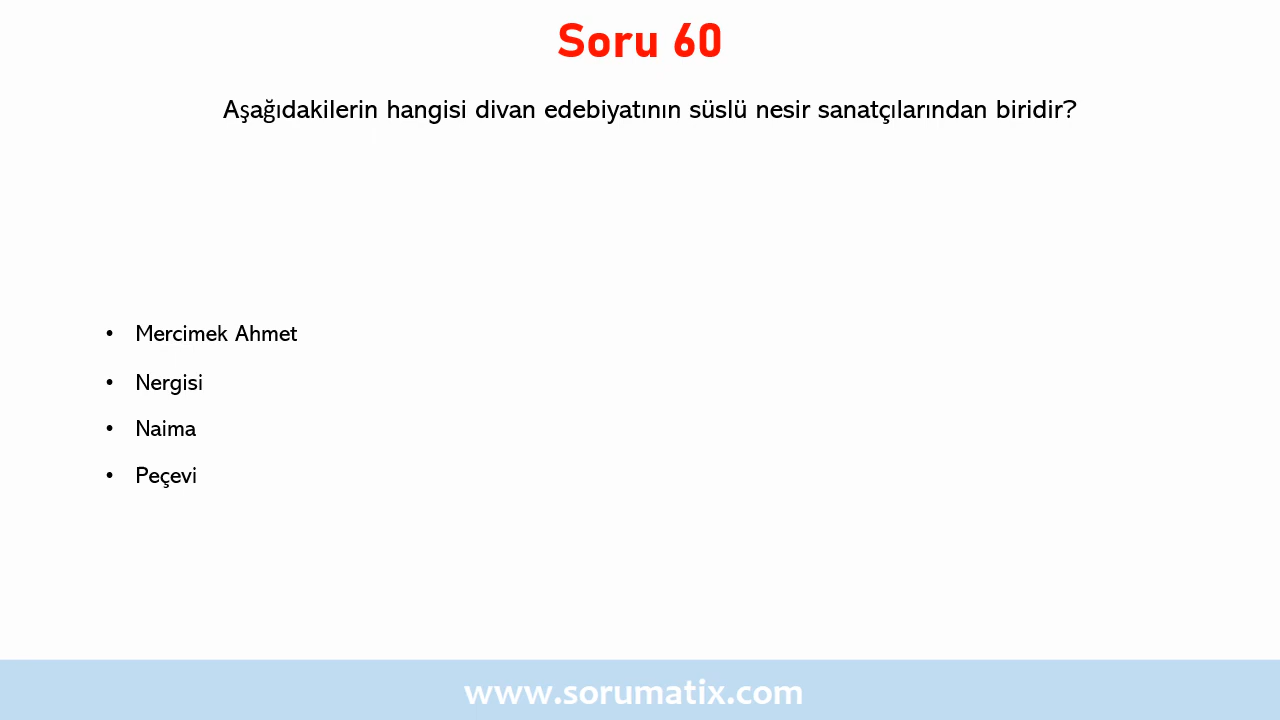 Soru 60
Aşağıdakilerin hangisi divan edebiyatının süslü nesir sanatçılarından biridir?
• Mercimek Ahmet
• Nergisi
• Naima
• Peçevi
www.sorumatix.com